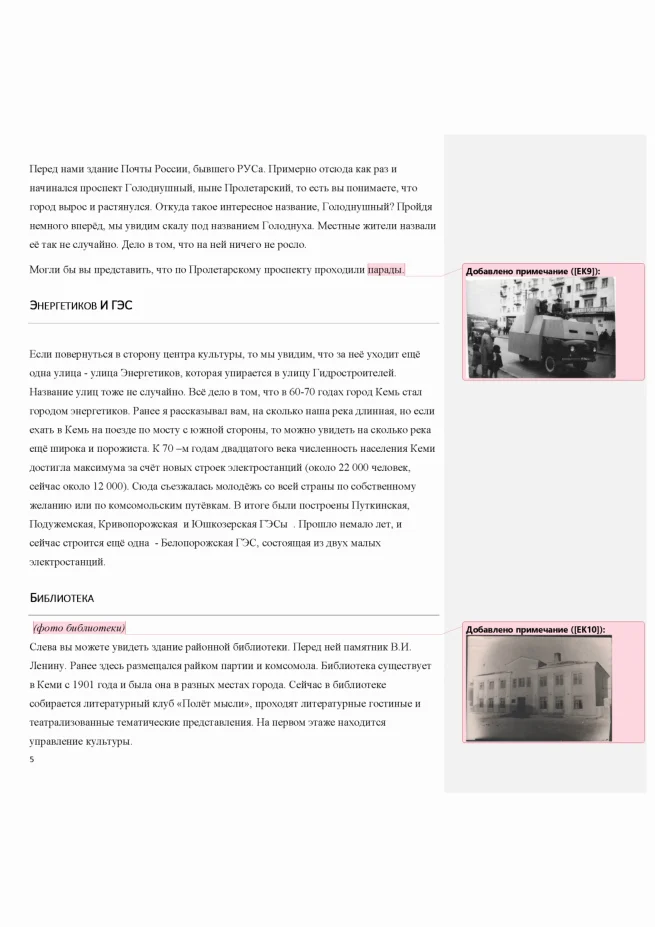 Перед нами здание Почты России, бывшего РУСа. Примерно отсюда как раз и
начинался проспект Голоднушный, ныне Пролетарский, то есть вы понимаете, что
город вырос и растянулся. Откуда такое интересное название, Голоднушный? Пройдя
немного вперёд, мы увидим скалу под названием Голоднуха. Местные жители назвали
её так не случайно. Дело в том, что на ней ничего не росло.
Могли бы вы представить, что по Пролетарскому проспекту проходили парады.
Добавлено примечание ([ЕК9]):
ЭНЕРГЕТИКОВ И ГЭС
Если повернуться в сторону центра культуры, то мы увидим, что за неё уходит ещё
одна улица - улица Энергетиков, которая упирается в улицу Гидростроителей.
Название улиц тоже не случайно. Всё дело в том, что в 60-70 годах город Кемь стал
городом энергетиков. Ранее я рассказывал вам, на сколько наша река длинная, но если
ехать в Кемь на поезде по мосту с южной стороны, то можно увидеть на сколько река
ещё широка и порожиста. К 70 –м годам двадцатого века численность населения Кеми
достигла максимума за счёт новых строек электростанций (около 22 000 человек,
сейчас около 12 000). Сюда съезжалась молодёжь со всей страны по собственному
желанию или по комсомольским путёвкам. В итоге были построены Путкинская,
Подужемская, Кривопорожская  и Юшкозерская ГЭСы  . Прошло немало лет, и
сейчас строится ещё одна  - Белопорожская ГЭС, состоящая из двух малых
электростанций.
БИБЛИОТЕКА
(фото библиотеки)
Добавлено примечание ([ЕК10]):
Слева вы можете увидеть здание районной библиотеки. Перед ней памятник В.И.
Ленину. Ранее здесь размещался райком партии и комсомола. Библиотека существует
в Кеми с 1901 года и была она в разных местах города. Сейчас в библиотеке
собирается литературный клуб «Полёт мысли», проходят литературные гостиные и
театрализованные тематические представления. На первом этаже находится
управление культуры.
5